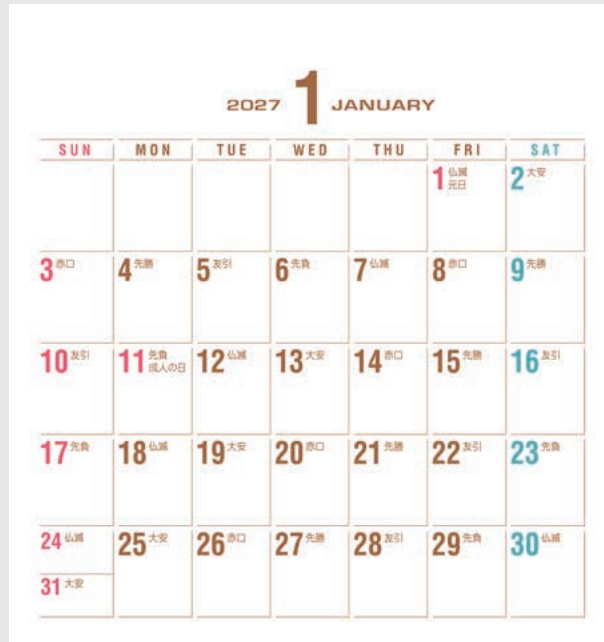 2027 1 JANUARY
SUN MON TUE WED THU FRI SAT
1 仏滅 元日 2 大安
3 赤口 4 先勝 5 友引 6 先負 7 仏滅 8 赤口 9 先勝
10 友引 11 先負 成人の日 12 仏滅 13 大安 14 赤口 15 先勝 16 友引
17 先負 18 仏滅 19 大安 20 赤口 21 先勝 22 友引 23 先負
24 仏滅 25 大安 26 赤口 27 先勝 28 友引 29 先負 30 仏滅
31 大安